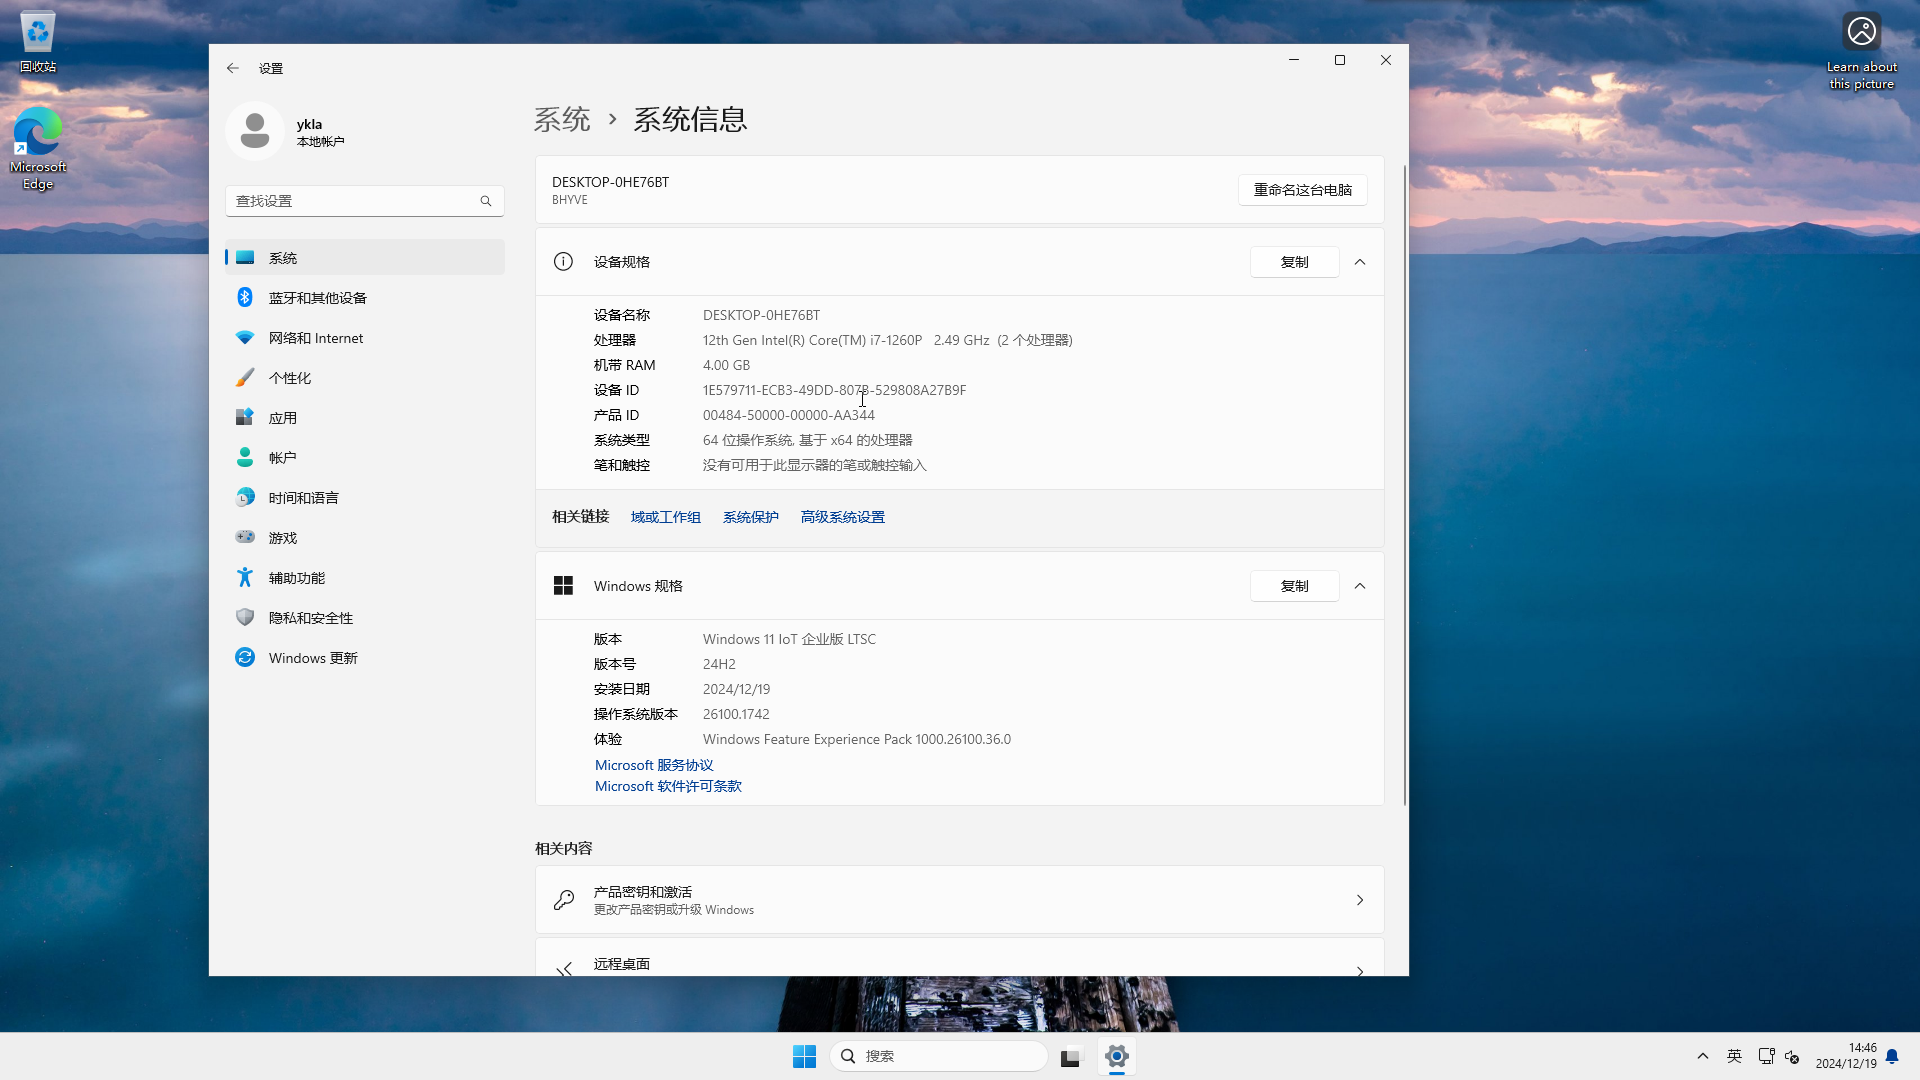 回收站
Microsoft
Edge
Learn about
this picture
设置
ykla
本地帐户
查找设置
系统
蓝牙和其他设备
网络和 Internet
个性化
应用
帐户
时间和语言
游戏
辅助功能
隐私和安全性
Windows 更新
系统 › 系统信息
DESKTOP-0HE76BT
BHYVE
重命名这台电脑
设备规格
复制
设备名称 DESKTOP-0HE76BT
处理器 12th Gen Intel(R) Core(TM) i7-1260P 2.49 GHz (2 个处理器)
机带 RAM 4.00 GB
设备 ID 1E579711-ECB3-49DD-807B-529808A27B9F
产品 ID 00484-50000-00000-AA344
系统类型 64 位操作系统, 基于 x64 的处理器
笔和触控 没有可用于此显示器的笔或触控输入
相关链接 域或工作组 系统保护 高级系统设置
Windows 规格
复制
版本 Windows 11 IoT 企业版 LTSC
版本号 24H2
安装日期 2024/12/19
操作系统版本 26100.1742
体验 Windows Feature Experience Pack 1000.26100.36.0
Microsoft 服务协议
Microsoft 软件许可条款
相关内容
产品密钥和激活
更改产品密钥或升级 Windows
远程桌面
搜索
英
14:46
2024/12/19